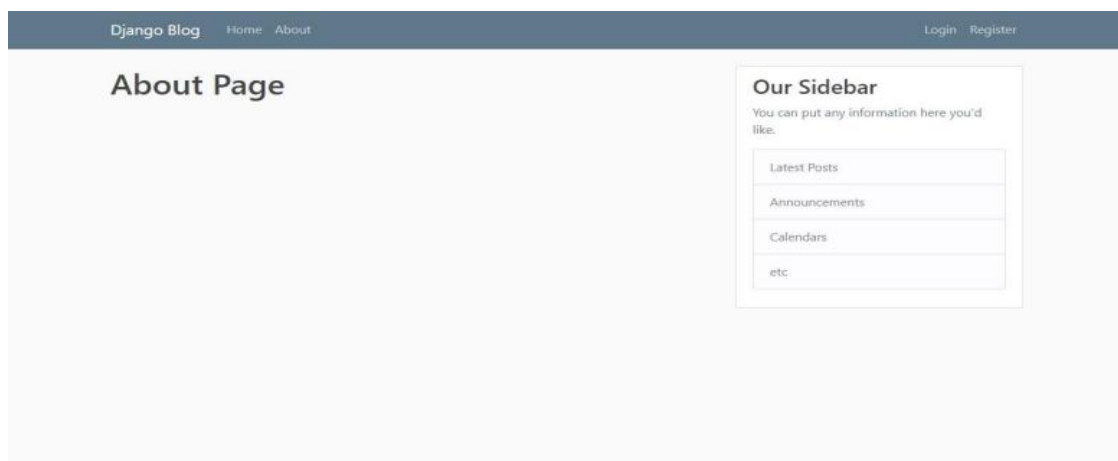 Django Blog Home About Login Register
About Page
Our Sidebar
You can put any information here you'd
like.
Latest Posts
Announcements
Calendars
etc